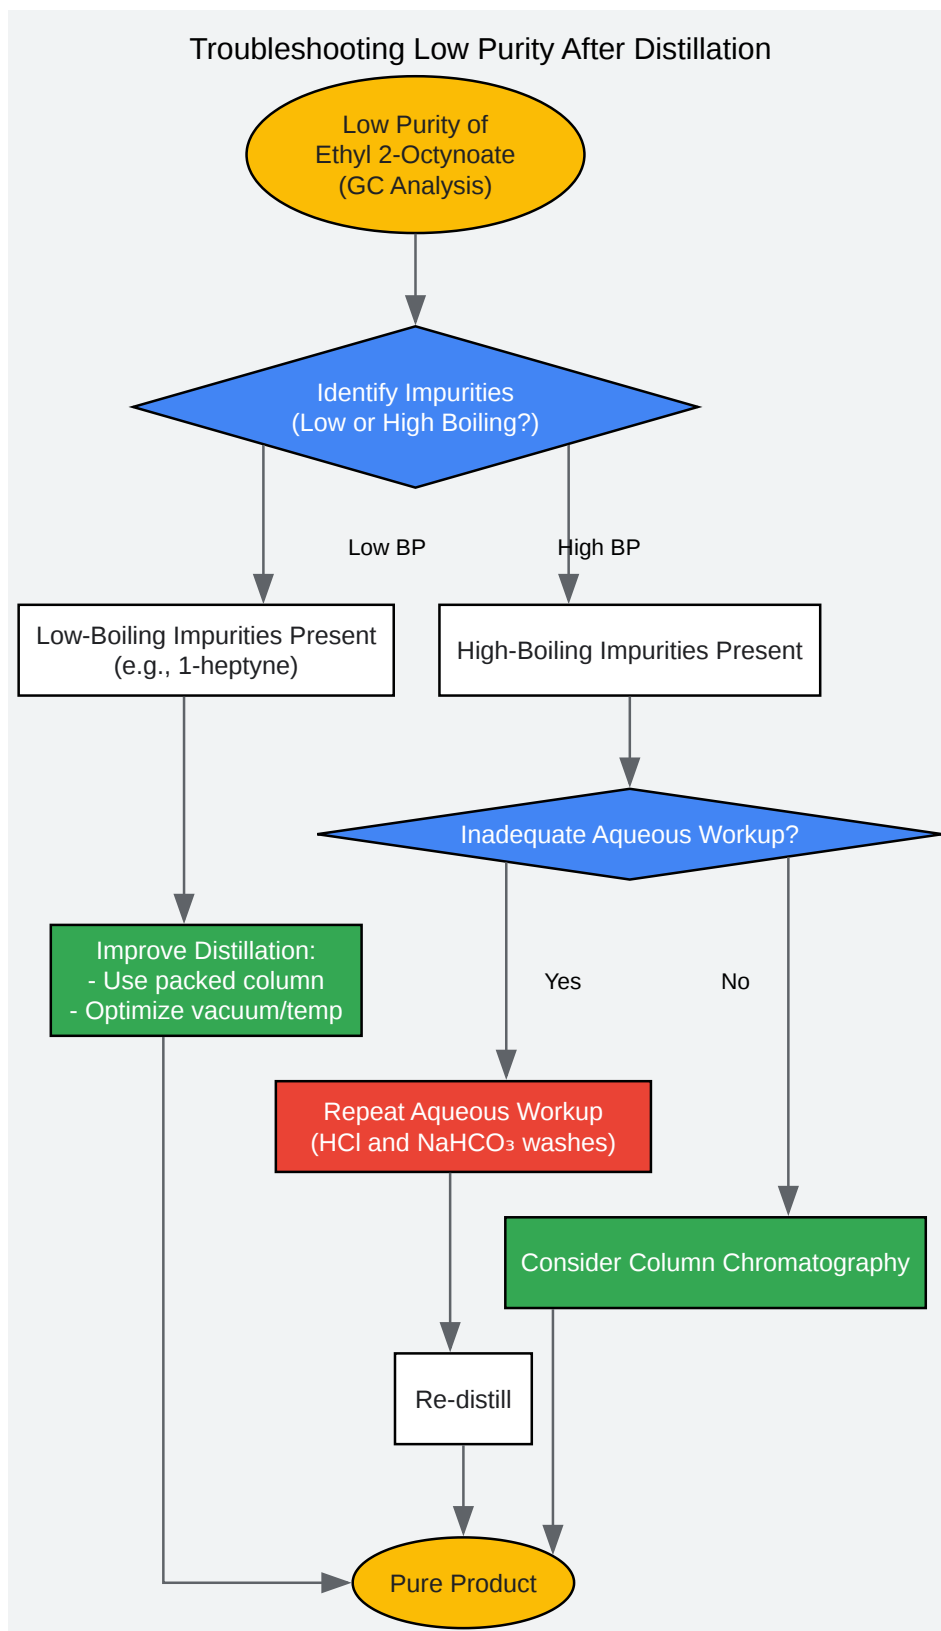 Troubleshooting Low Purity After Distillation
Low Purity of
Ethyl 2-Octynoate
(GC Analysis)
Identify Impurities
(Low or High Boiling?)
Low BP
High BP
Low-Boiling Impurities Present
(e.g., 1-heptyne)
High-Boiling Impurities Present
Inadequate Aqueous Workup?
Improve Distillation:
- Use packed column
- Optimize vacuum/temp
Yes
No
Repeat Aqueous Workup
(HCl and NaHCO₃ washes)
Consider Column Chromatography
Re-distill
Pure Product